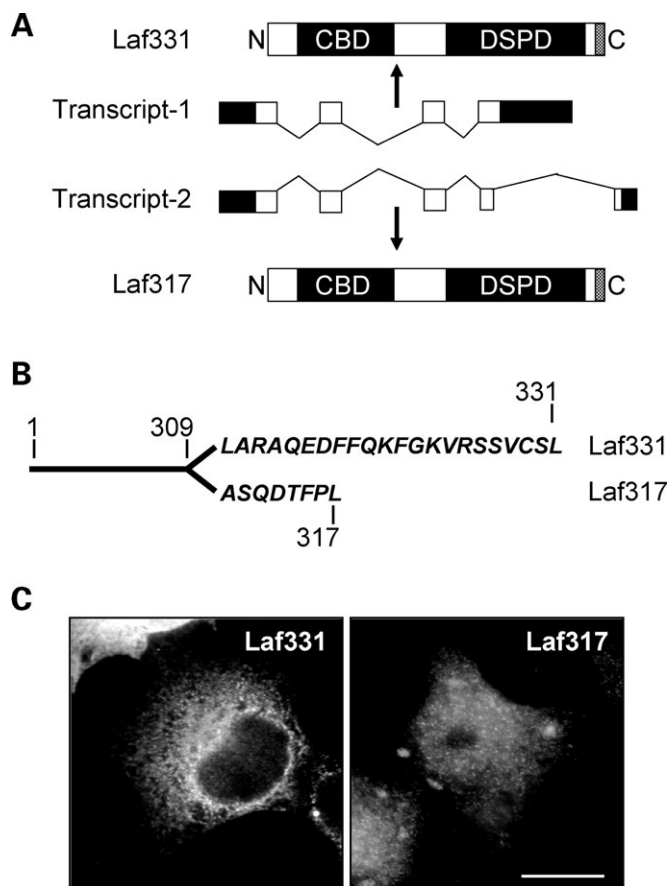 A
Laf331 N CBD DSPD C
Transcript-1
Transcript-2
Laf317 N CBD DSPD C
B
331
1 309 LARAQEDFFQKFGKVRSSVCSL Laf331
ASQDTFPL Laf317
317
C
Laf331 Laf317